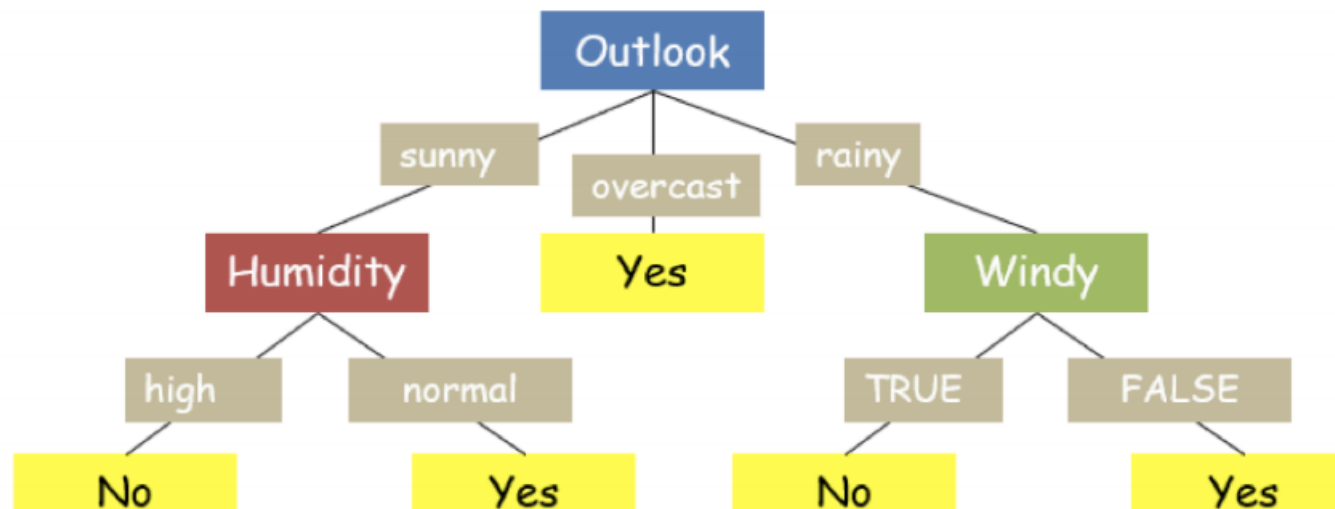 Outlook
sunny
overcast
rainy
Humidity
Yes
Windy
high
normal
TRUE
FALSE
No
Yes
No
Yes